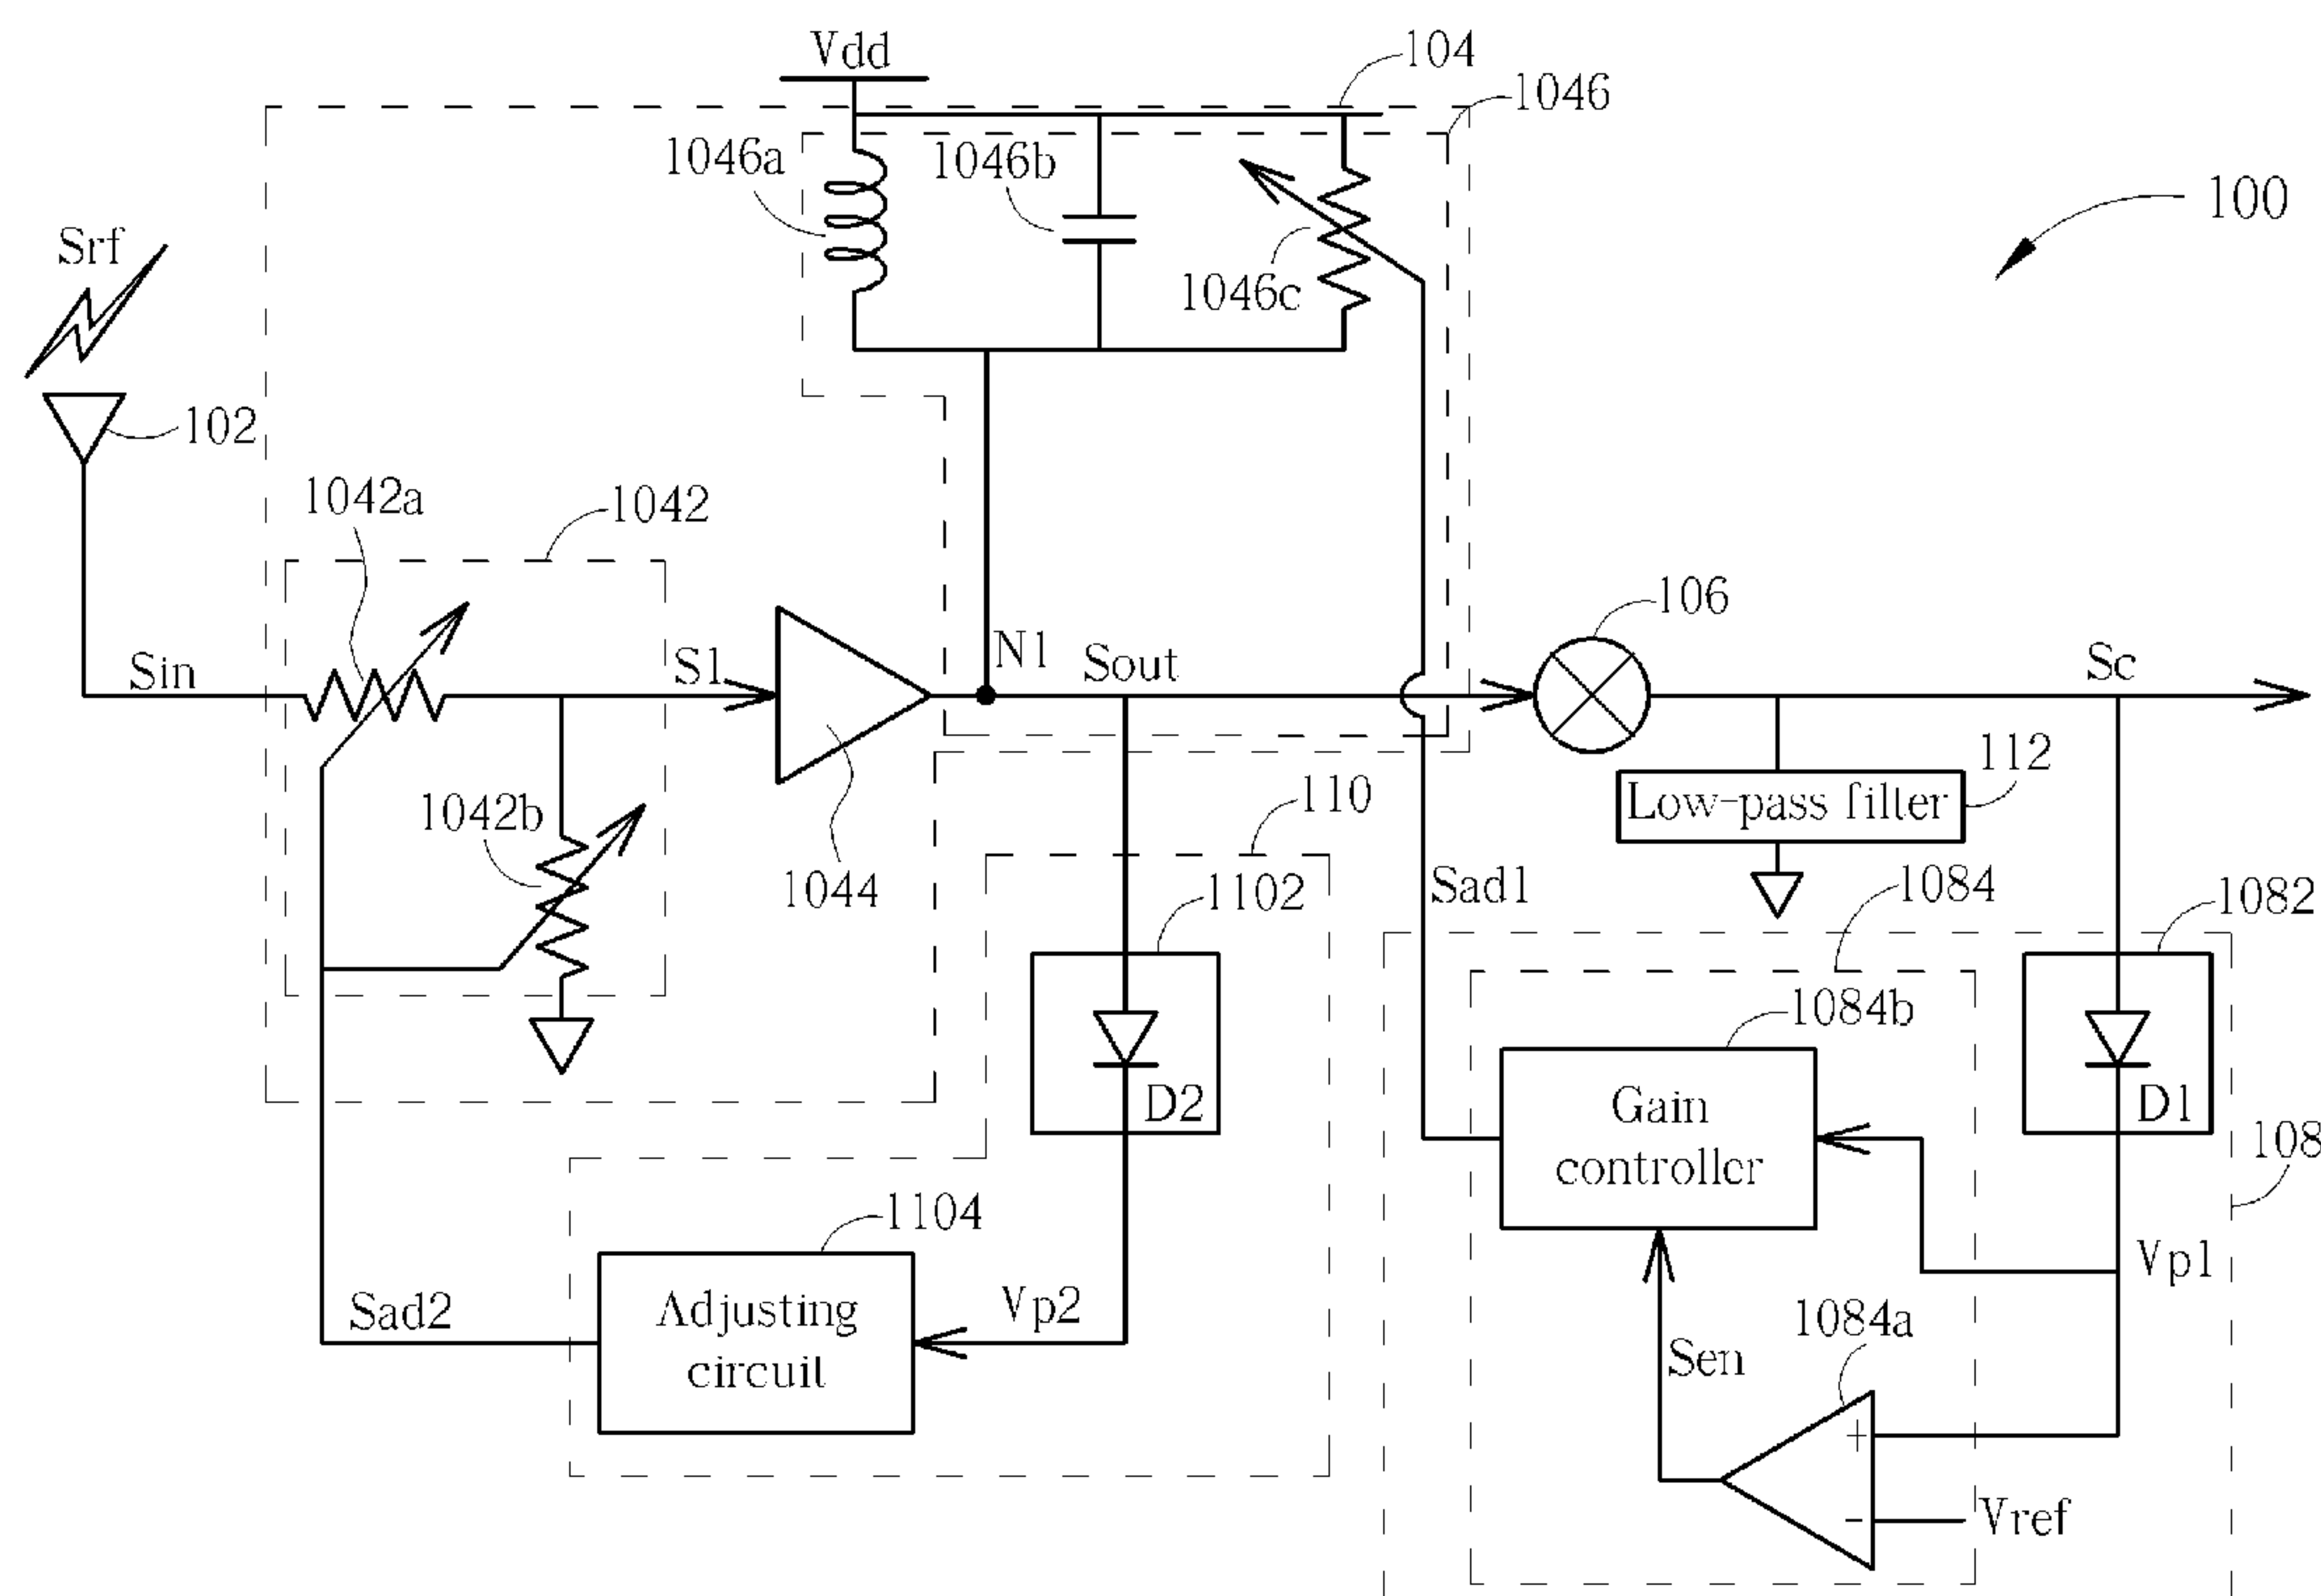 Vdd
104
1046
1046a
1046b
100
Srf
1046c
102
1042a
1042
106
N1
Sin
S1
Sout
Sc
112
Low-pass filter
110
1042b
1044
Sad1
1084
1102
1082
1084b
D2
Gain
controller
D1
108
1104
Vp1
Sad2
Adjusting
circuit
Vp2
1084a
Sen
+
-
Vref